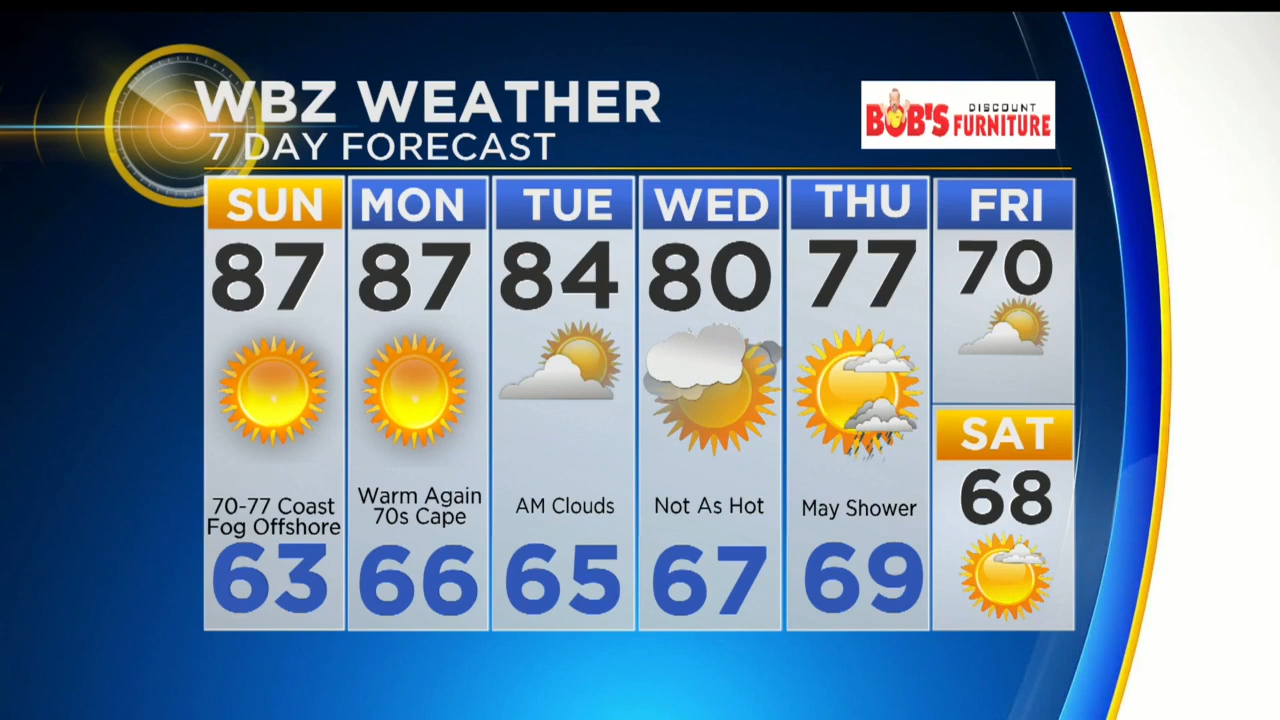 WBZ WEATHER
7 DAY FORECAST
BOB'S DISCOUNT FURNITURE
SUN
87
70-77 Coast
Fog Offshore
63
MON
87
Warm Again
70s Cape
66
TUE
84
AM Clouds
65
WED
80
Not As Hot
67
THU
77
May Shower
69
FRI
70
SAT
68